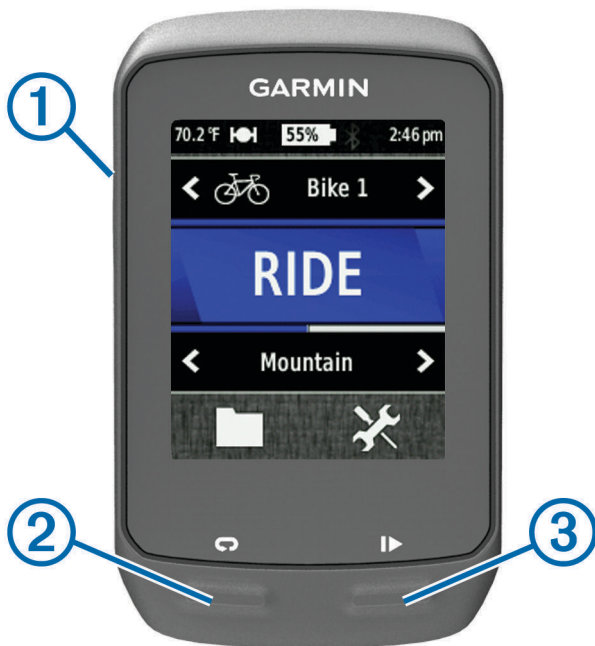 GARMIN
70.2 °F 55% 2:46 pm
Bike 1
RIDE
Mountain
1
2
3